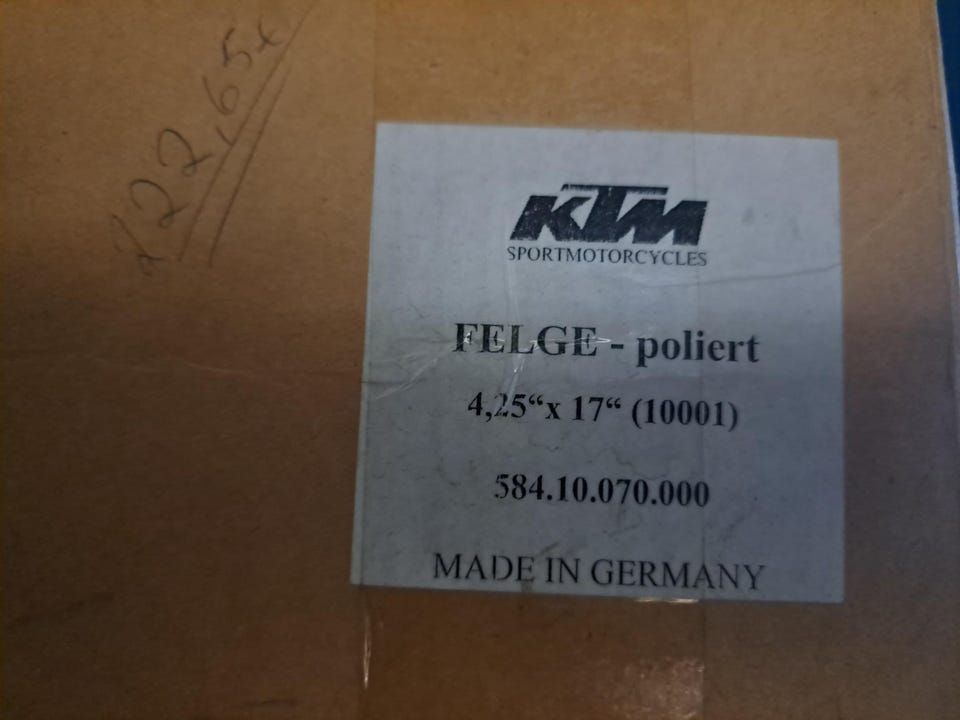 KTM
SPORTMOTORCYCLES
FELGE - poliert
4,25“x 17“ (10001)
584.10.070.000
MADE IN GERMANY